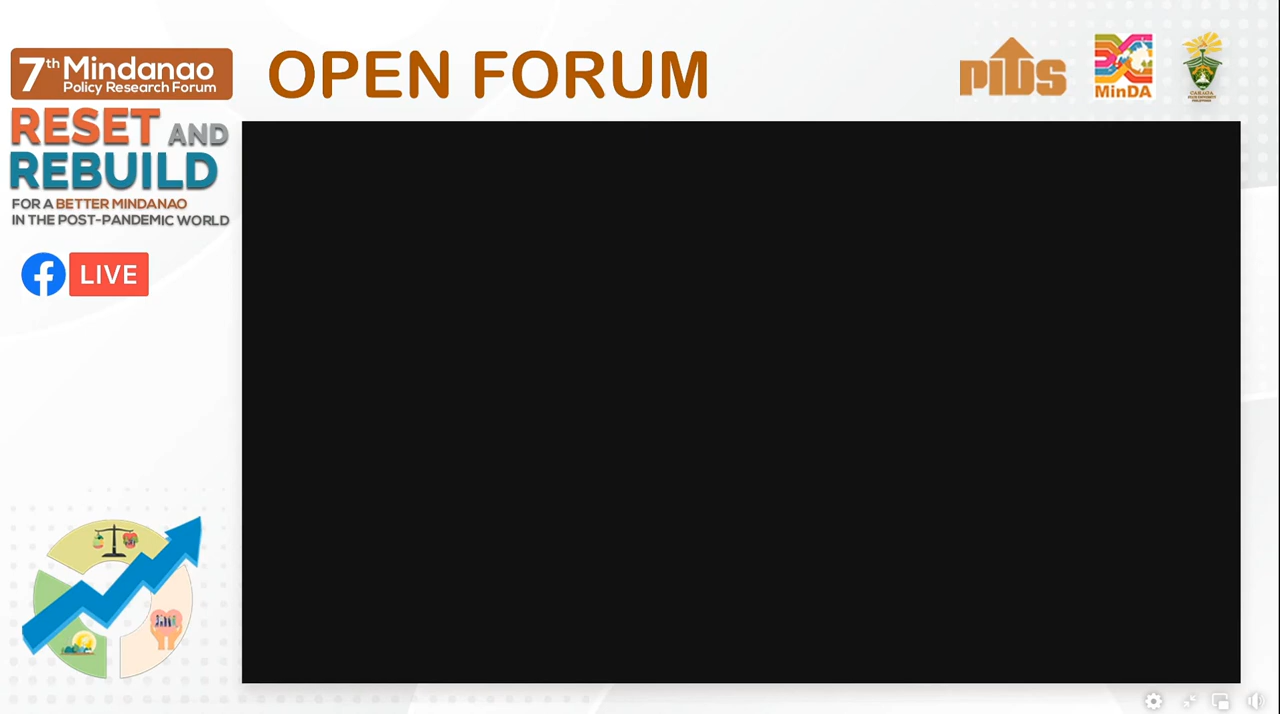 7th Mindanao
Policy Research Forum
RESET AND
REBUILD
FOR A BETTER MINDANAO
IN THE POST-PANDEMIC WORLD
LIVE
OPEN FORUM
piDS
MinDA